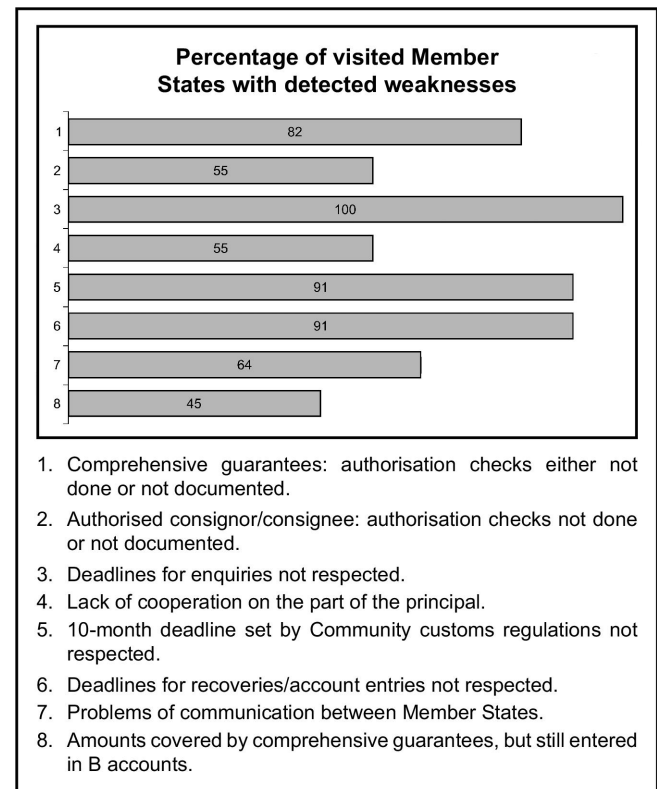 Percentage of visited Member
States with detected weaknesses
1 82
2 55
3 100
4 55
5 91
6 91
7 64
8 45
1. Comprehensive guarantees: authorisation checks either not
done or not documented.
2. Authorised consignor/consignee: authorisation checks not done
or not documented.
3. Deadlines for enquiries not respected.
4. Lack of cooperation on the part of the principal.
5. 10-month deadline set by Community customs regulations not
respected.
6. Deadlines for recoveries/account entries not respected.
7. Problems of communication between Member States.
8. Amounts covered by comprehensive guarantees, but still entered
in B accounts.